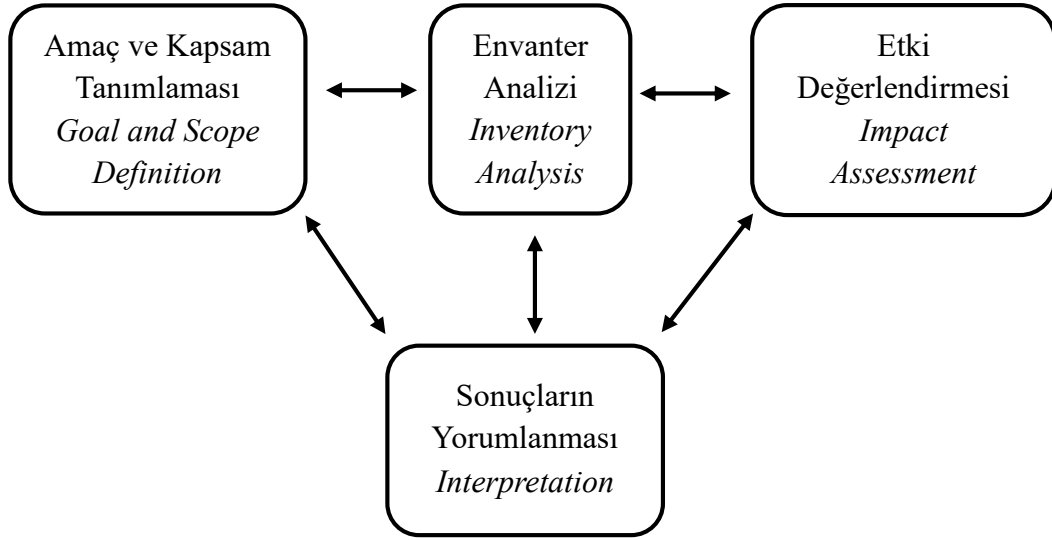 Amaç ve Kapsam
Tanımlaması
Goal and Scope
Definition
Envanter
Analizi
Inventory
Analysis
Etki
Değerlendirmesi
Impact
Assessment
Sonuçların
Yorumlanması
Interpretation